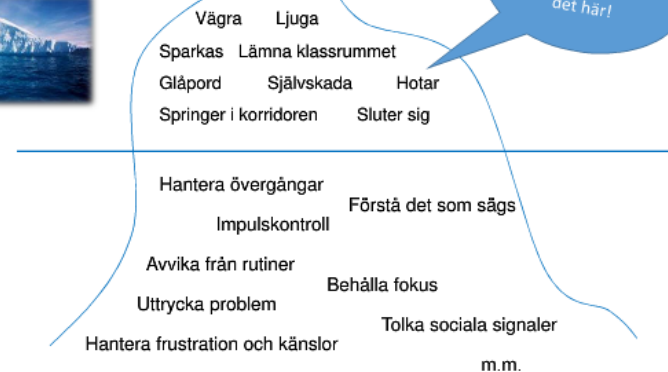 det här!
Vägra Ljuga
Sparkas Lämna klassrummet
Glåpord Självskada Hotar
Springer i korridoren Sluter sig
Hantera övergångar
Förstå det som sägs
Impulskontroll
Avvika från rutiner
Behålla fokus
Uttrycka problem
Tolka sociala signaler
Hantera frustration och känslor
m.m.